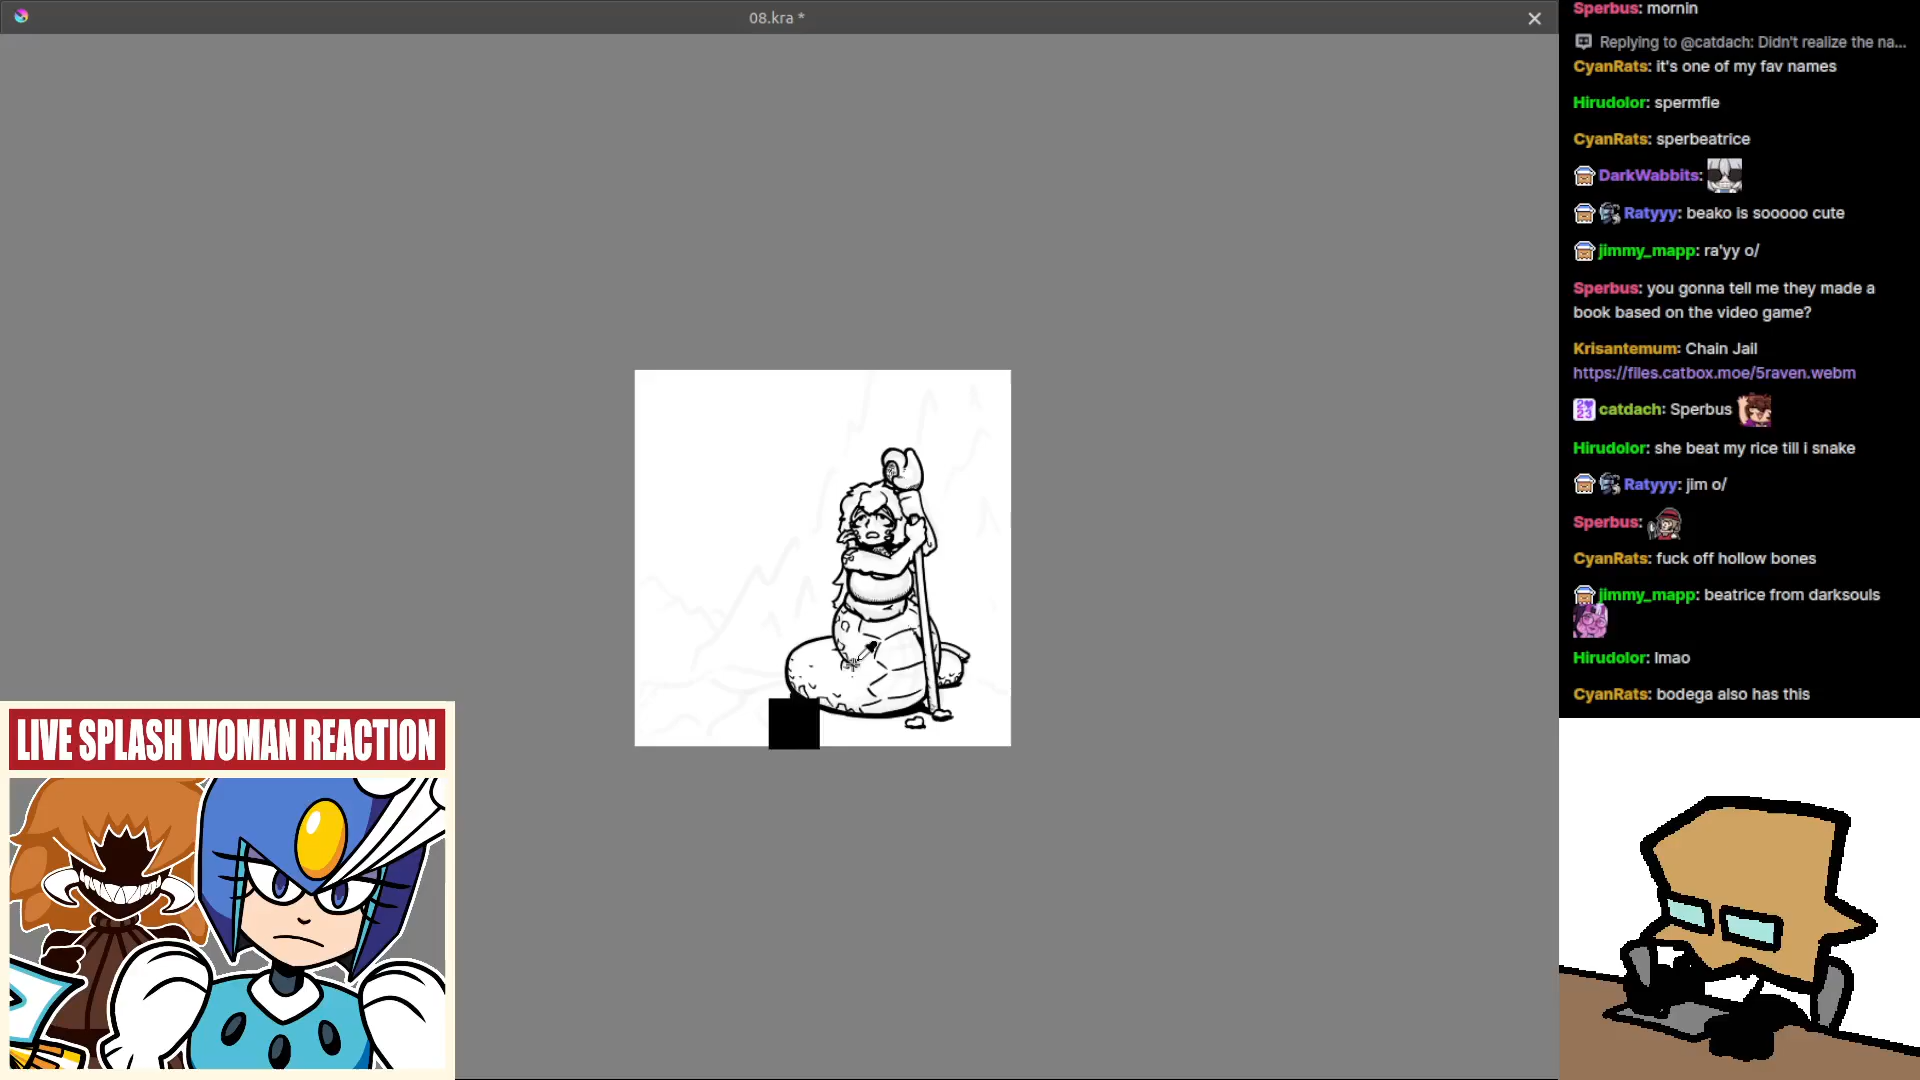 08.kra *
Sperbus: mornin
Replying to @catdach: Didn't realize the na...
CyanRats: it's one of my fav names
Hirudolor: spermfie
CyanRats: sperbeatrice
DarkWabbits:
Ratyyy: beako is sooooo cute
jimmy_mapp: ra'yy o/
Sperbus: you gonna tell me they made a
book based on the video game?
Krisantemum: Chain Jail
https://files.catbox.moe/5raven.webm
catdach: Sperbus
Hirudolor: she beat my rice till i snake
Ratyyy: jim o/
Sperbus:
CyanRats: fuck off hollow bones
jimmy_mapp: beatrice from darksouls
Hirudolor: lmao
CyanRats: bodega also has this
LIVE SPLASH WOMAN REACTION